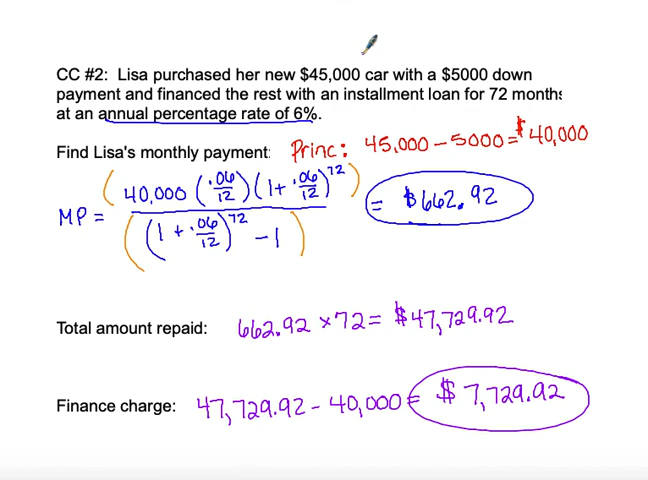 CC #2: Lisa purchased her new $45,000 car with a $5000 down
payment and financed the rest with an installment loan for 72 months
at an annual percentage rate of 6%.
Find Lisa's monthly payment: Princ: 45,000 - 5000 = $40,000
MP = (40,000 (.06/12) (1 + .06/12)^72) / ((1 + .06/12)^72 - 1) = $662.92
Total amount repaid: 662.92 x 72 = $47,729.92
Finance charge: 47,729.92 - 40,000 = $7,729.92